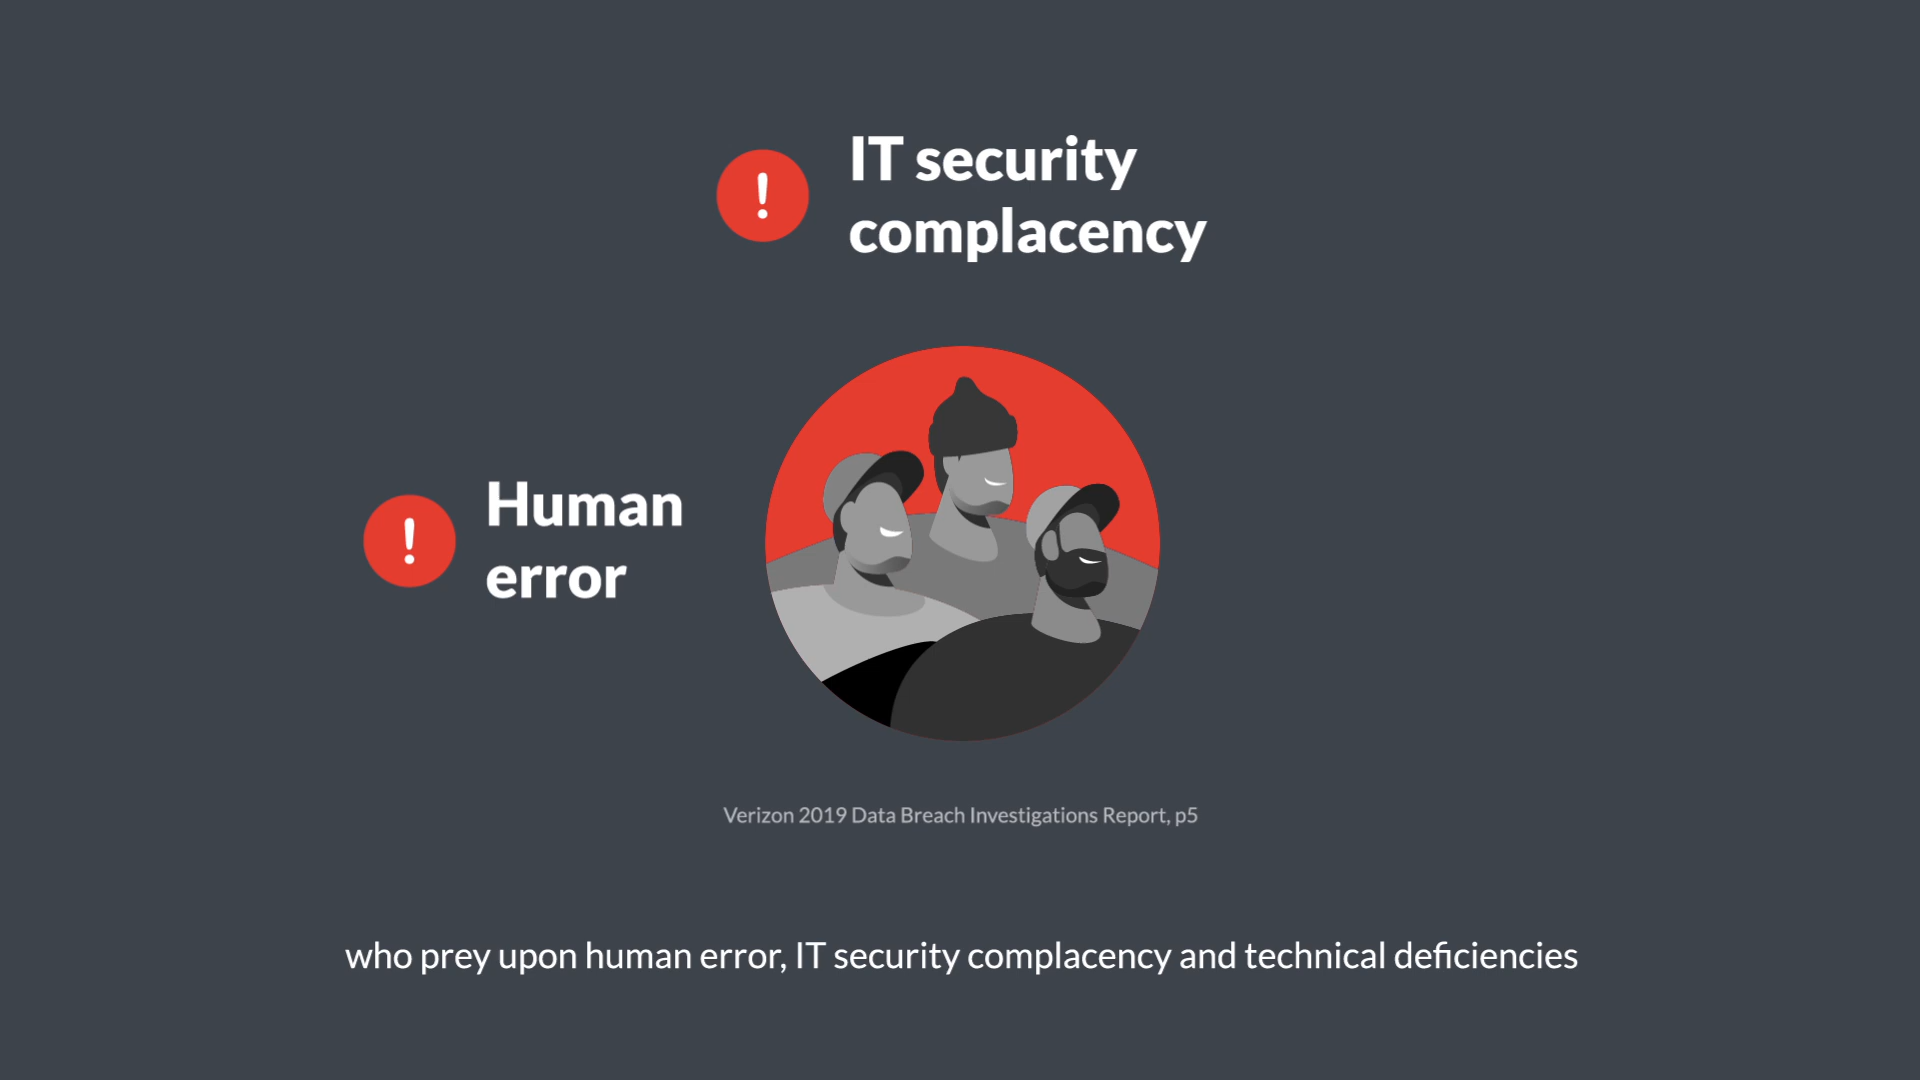 IT security
complacency
Human
error
Verizon 2019 Data Breach Investigations Report, p5
who prey upon human error, IT security complacency and technical deficiencies